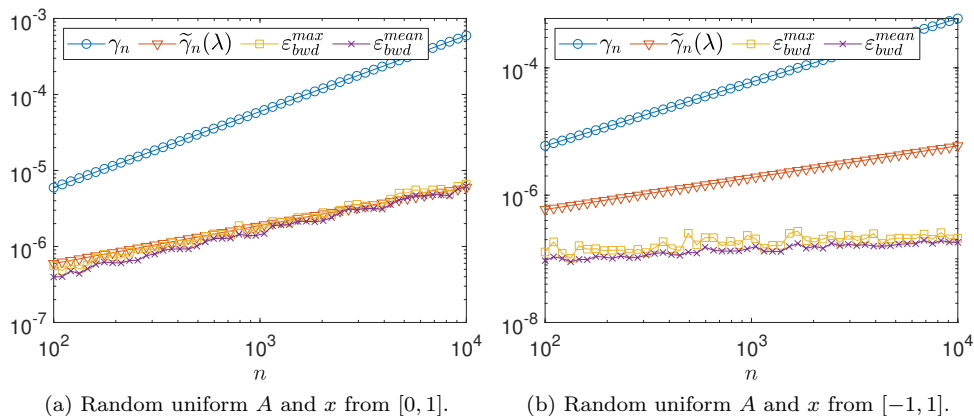 10^-3
γ_n  γ̃_n(λ)  ε_bwd^max  ε_bwd^mean
10^-4
10^-5
10^-6
10^-7
10^2 10^3 10^4
n
(a) Random uniform A and x from [0, 1].
γ_n  γ̃_n(λ)  ε_bwd^max  ε_bwd^mean
10^-4
10^-6
10^-8
10^2 10^3 10^4
n
(b) Random uniform A and x from [−1, 1].